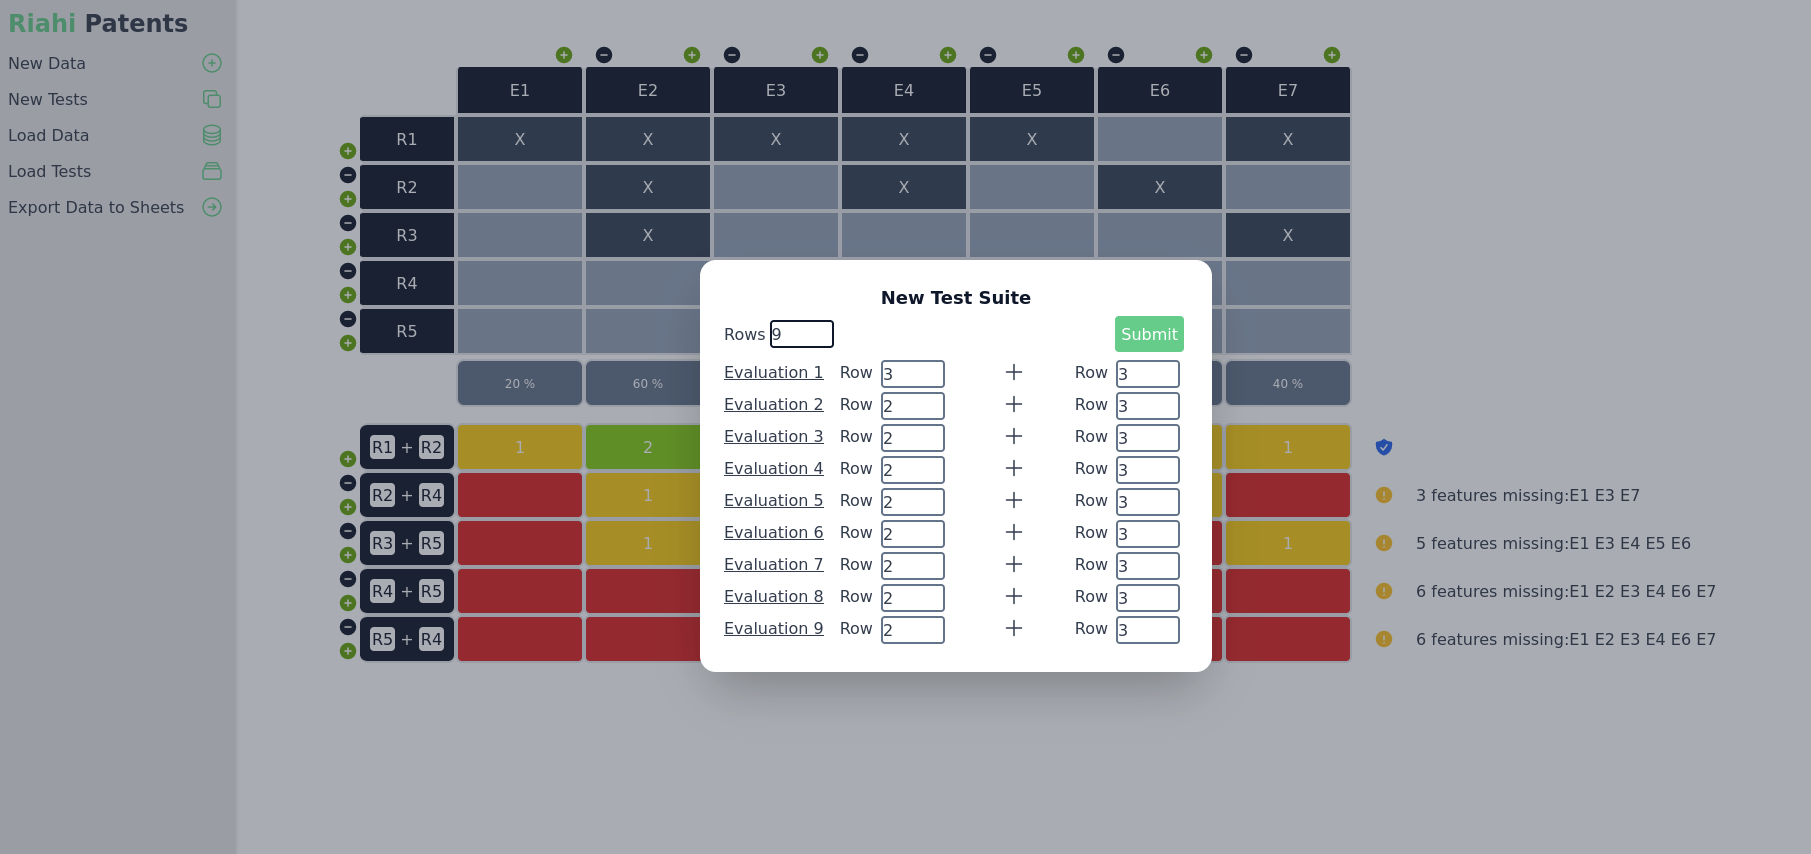 Riahi Patents
New Data
New Tests
Load Data
Load Tests
Export Data to Sheets
E1 E2 E3 E4 E5 E6 E7
R1 X X X X X X
R2 X X X
R3 X X
R4
R5
20 % 60 % 40 %
R1 + R2 1 2 1
R2 + R4 1 3 features missing:E1 E3 E7
R3 + R5 1 1 5 features missing:E1 E3 E4 E5 E6
R4 + R5 6 features missing:E1 E2 E3 E4 E6 E7
R5 + R4 6 features missing:E1 E2 E3 E4 E6 E7
New Test Suite
Rows 9 Submit
Evaluation 1 Row 3 Row 3
Evaluation 2 Row 2 Row 3
Evaluation 3 Row 2 Row 3
Evaluation 4 Row 2 Row 3
Evaluation 5 Row 2 Row 3
Evaluation 6 Row 2 Row 3
Evaluation 7 Row 2 Row 3
Evaluation 8 Row 2 Row 3
Evaluation 9 Row 2 Row 3